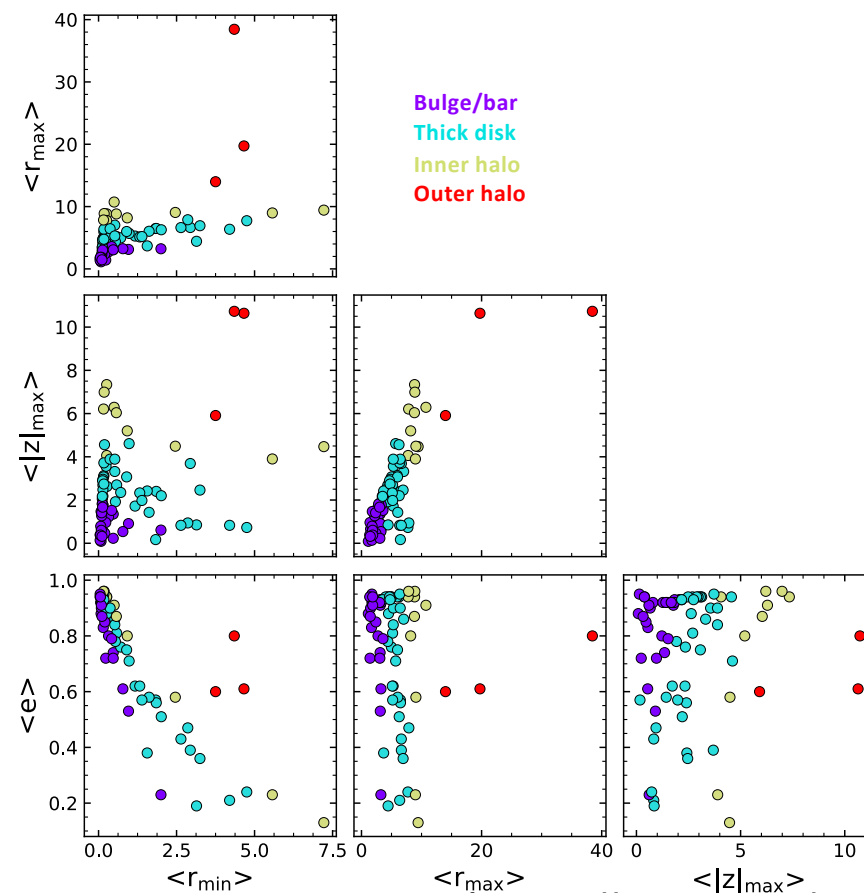 40
30
20
10
0
<r_max>
Bulge/bar
Thick disk
Inner halo
Outer halo
10
8
6
4
2
0
<|z|_max>
1.0
0.8
0.6
0.4
0.2
<e>
0.0 2.5 5.0 7.5
0 20 40
0 5 10
<r_min>
<r_max>
<|z|_max>